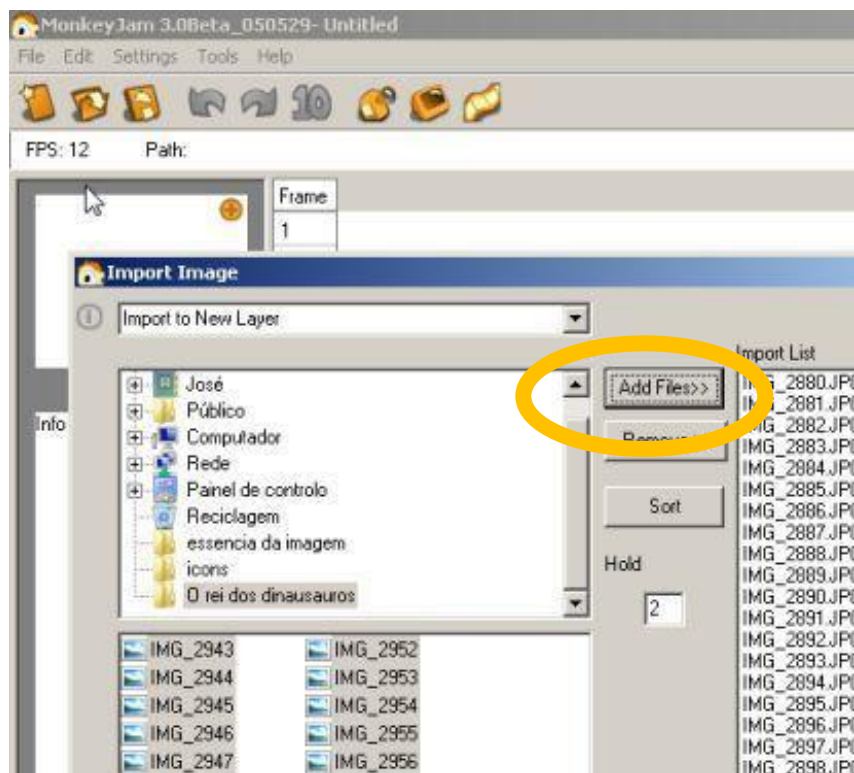 MonkeyJam 3.0Beta_050529- Untitled
File Edit Settings Tools Help
10
FPS: 12 Path:
Frame
1
Import Image
Import to New Layer
Import List
José
Público
Computador
Rede
Painel de controlo
Reciclagem
essencia da imagem
icons
O rei dos dinausauros
Info
Add Files>>
Sort
Hold
2
IMG_2880.JP
IMG_2881.JP
IMG_2882.JP
IMG_2883.JP
IMG_2884.JP
IMG_2885.JP
IMG_2886.JP
IMG_2887.JP
IMG_2888.JP
IMG_2889.JP
IMG_2890.JP
IMG_2891.JP
IMG_2892.JP
IMG_2893.JP
IMG_2894.JP
IMG_2895.JP
IMG_2896.JP
IMG_2897.JP
IMG_2898.JP
IMG_2943 IMG_2952
IMG_2944 IMG_2953
IMG_2945 IMG_2954
IMG_2946 IMG_2955
IMG_2947 IMG_2956